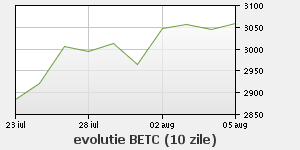 3100
3050
3000
2950
2900
2850
23 iul
28 iul
02 aug
05 aug
evolutie BETC (10 zile)